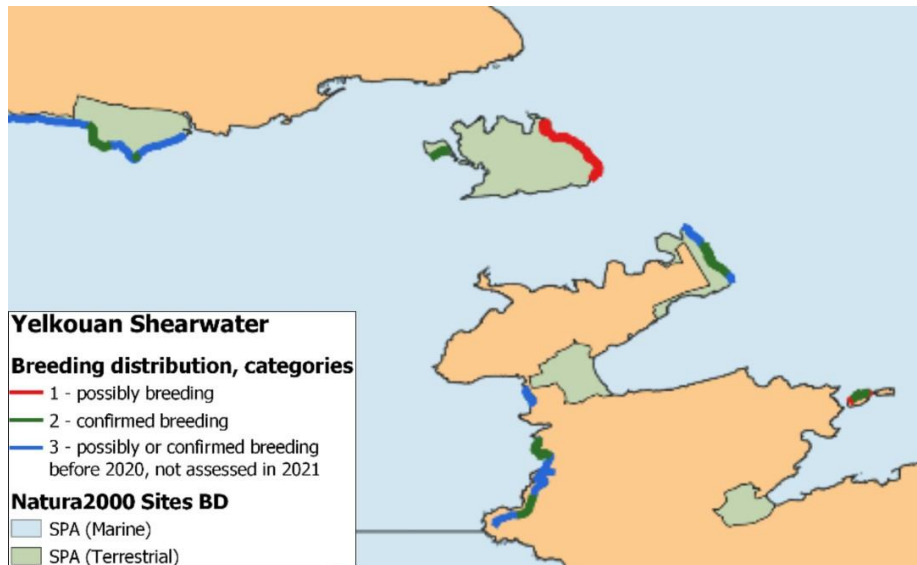 Yelkouan Shearwater
Breeding distribution, categories
1 - possibly breeding
2 - confirmed breeding
3 - possibly or confirmed breeding
before 2020, not assessed in 2021
Natura2000 Sites BD
SPA (Marine)
SPA (Terrestrial)